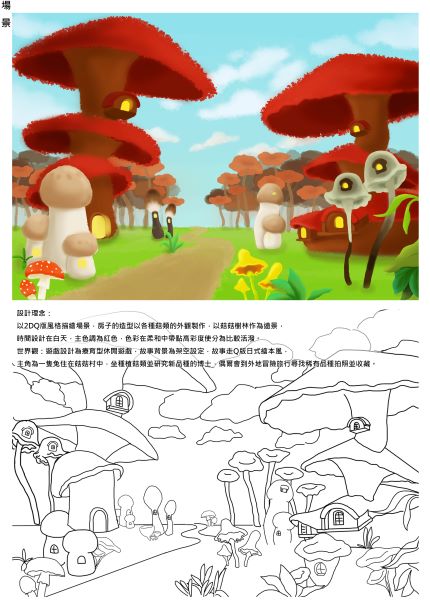 場
景
設計理念：
以2DQ版風格描繪場景，房子的造型以各種菇類的外觀製作，以菇菇樹林作為遠景，
時間設計在白天，主色調為紅色，色彩在柔和中帶點高彩度使分為比較活潑。
世界觀：遊戲設計為療育型休閒遊戲，故事背景為架空設定，故事走Q版日式繪本風，
主角為一隻兔住在菇菇村中，坐種植菇類並研究新品種的博士，偶爾會到外地冒險旅行尋找稀有品種拍照並收藏。